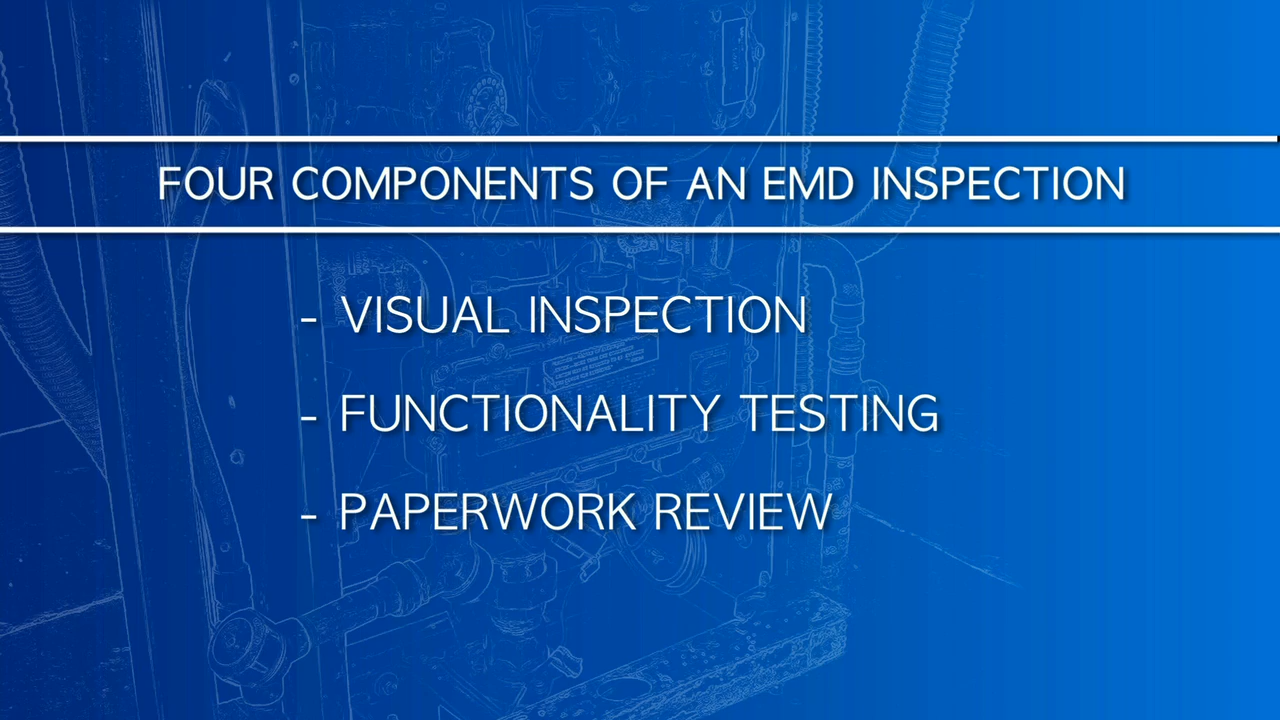 FOUR COMPONENTS OF AN EMD INSPECTION
- VISUAL INSPECTION
- FUNCTIONALITY TESTING
- PAPERWORK REVIEW